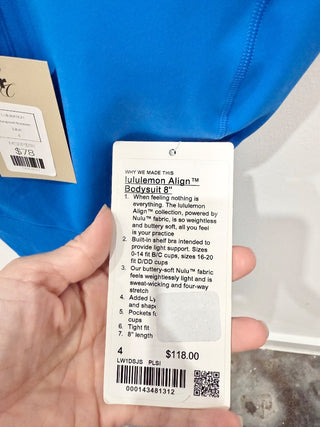 C
$78
WHY WE MADE THIS
lululemon Align™
Bodysuit 8"
1. When feeling nothing is
everything. The lululemon
Align™ collection, powered by
Nulu™ fabric, is so weightless
and buttery soft, all you feel
is your practice
2. Built-in shelf bra intended to
provide light support. Sizes
0-14 fit B/C cups, sizes 16-20
fit D/DD cups
3. Our buttery-soft Nulu™ fabric
feels weightlessly light and is
sweat-wicking and four-way
stretch
4. Added Ly
and shape
5. Pockets fo
cups
6. Tight fit
7. 8" length
4 $118.00
LW1DSJS PLSI
000143481312